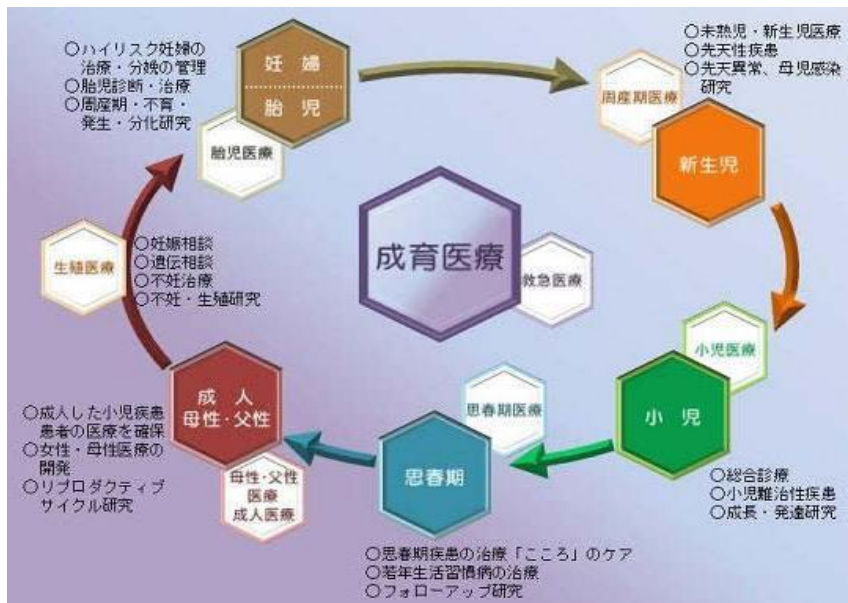 ○ハイリスク妊婦の
治療・分娩の管理
○胎児診断・治療
○周産期・不育・
発生・分化研究
妊婦
胎児
胎児医療
○未熟児・新生児医療
○先天性疾患
○先天異常、母児感染
研究
周産期医療
新生児
成育医療
救急医療
生殖医療
○妊娠相談
○遺伝相談
○不妊治療
○不妊・生殖研究
小児医療
小児
○総合診療
○小児難治性疾患
○成長・発達研究
思春期医療
思春期
○思春期疾患の治療「こころ」のケア
○若年生活習慣病の治療
○フォローアップ研究
成人
母性・父性
母性・父性
医療
成人医療
○成人した小児疾患
患者の医療を確保
○女性・母性医療の
開発
○リプロダクティブ
サイクル研究